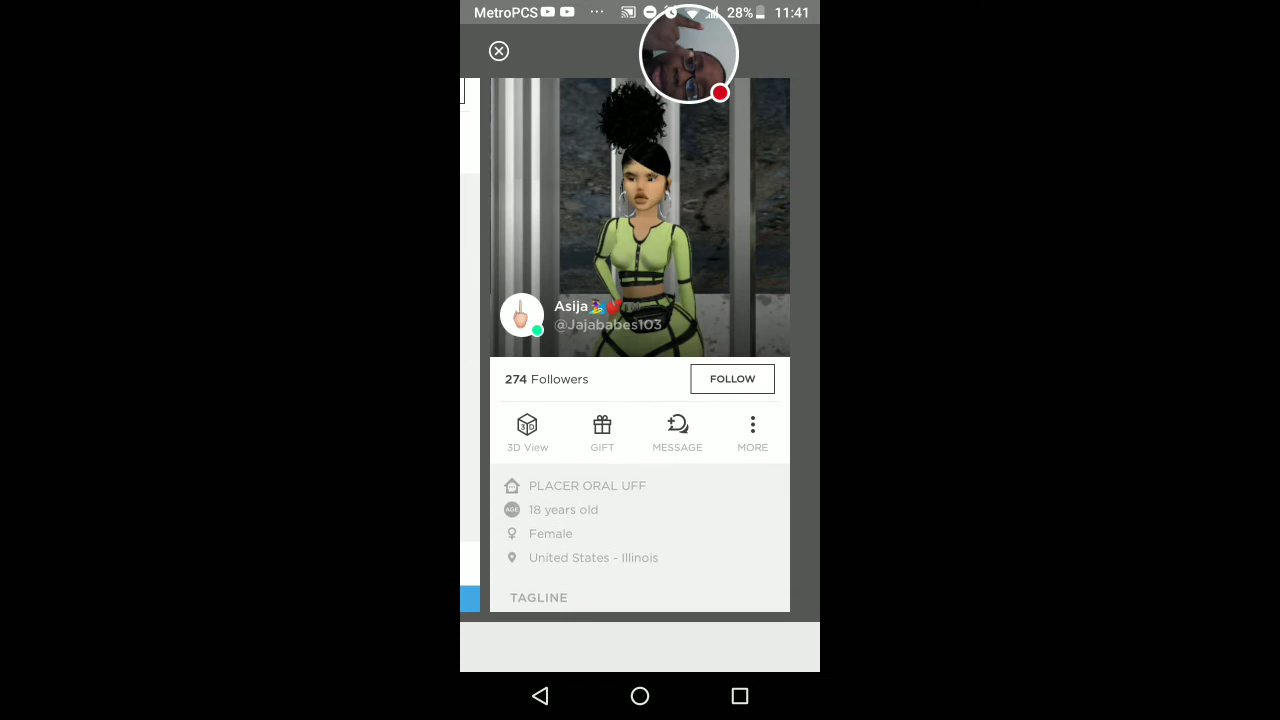 MetroPCS
28%
11:41
Asija
@Jajababes103
274 Followers
FOLLOW
3D View
GIFT
MESSAGE
MORE
PLACER ORAL UFF
AGE
18 years old
Female
United States - Illinois
TAGLINE